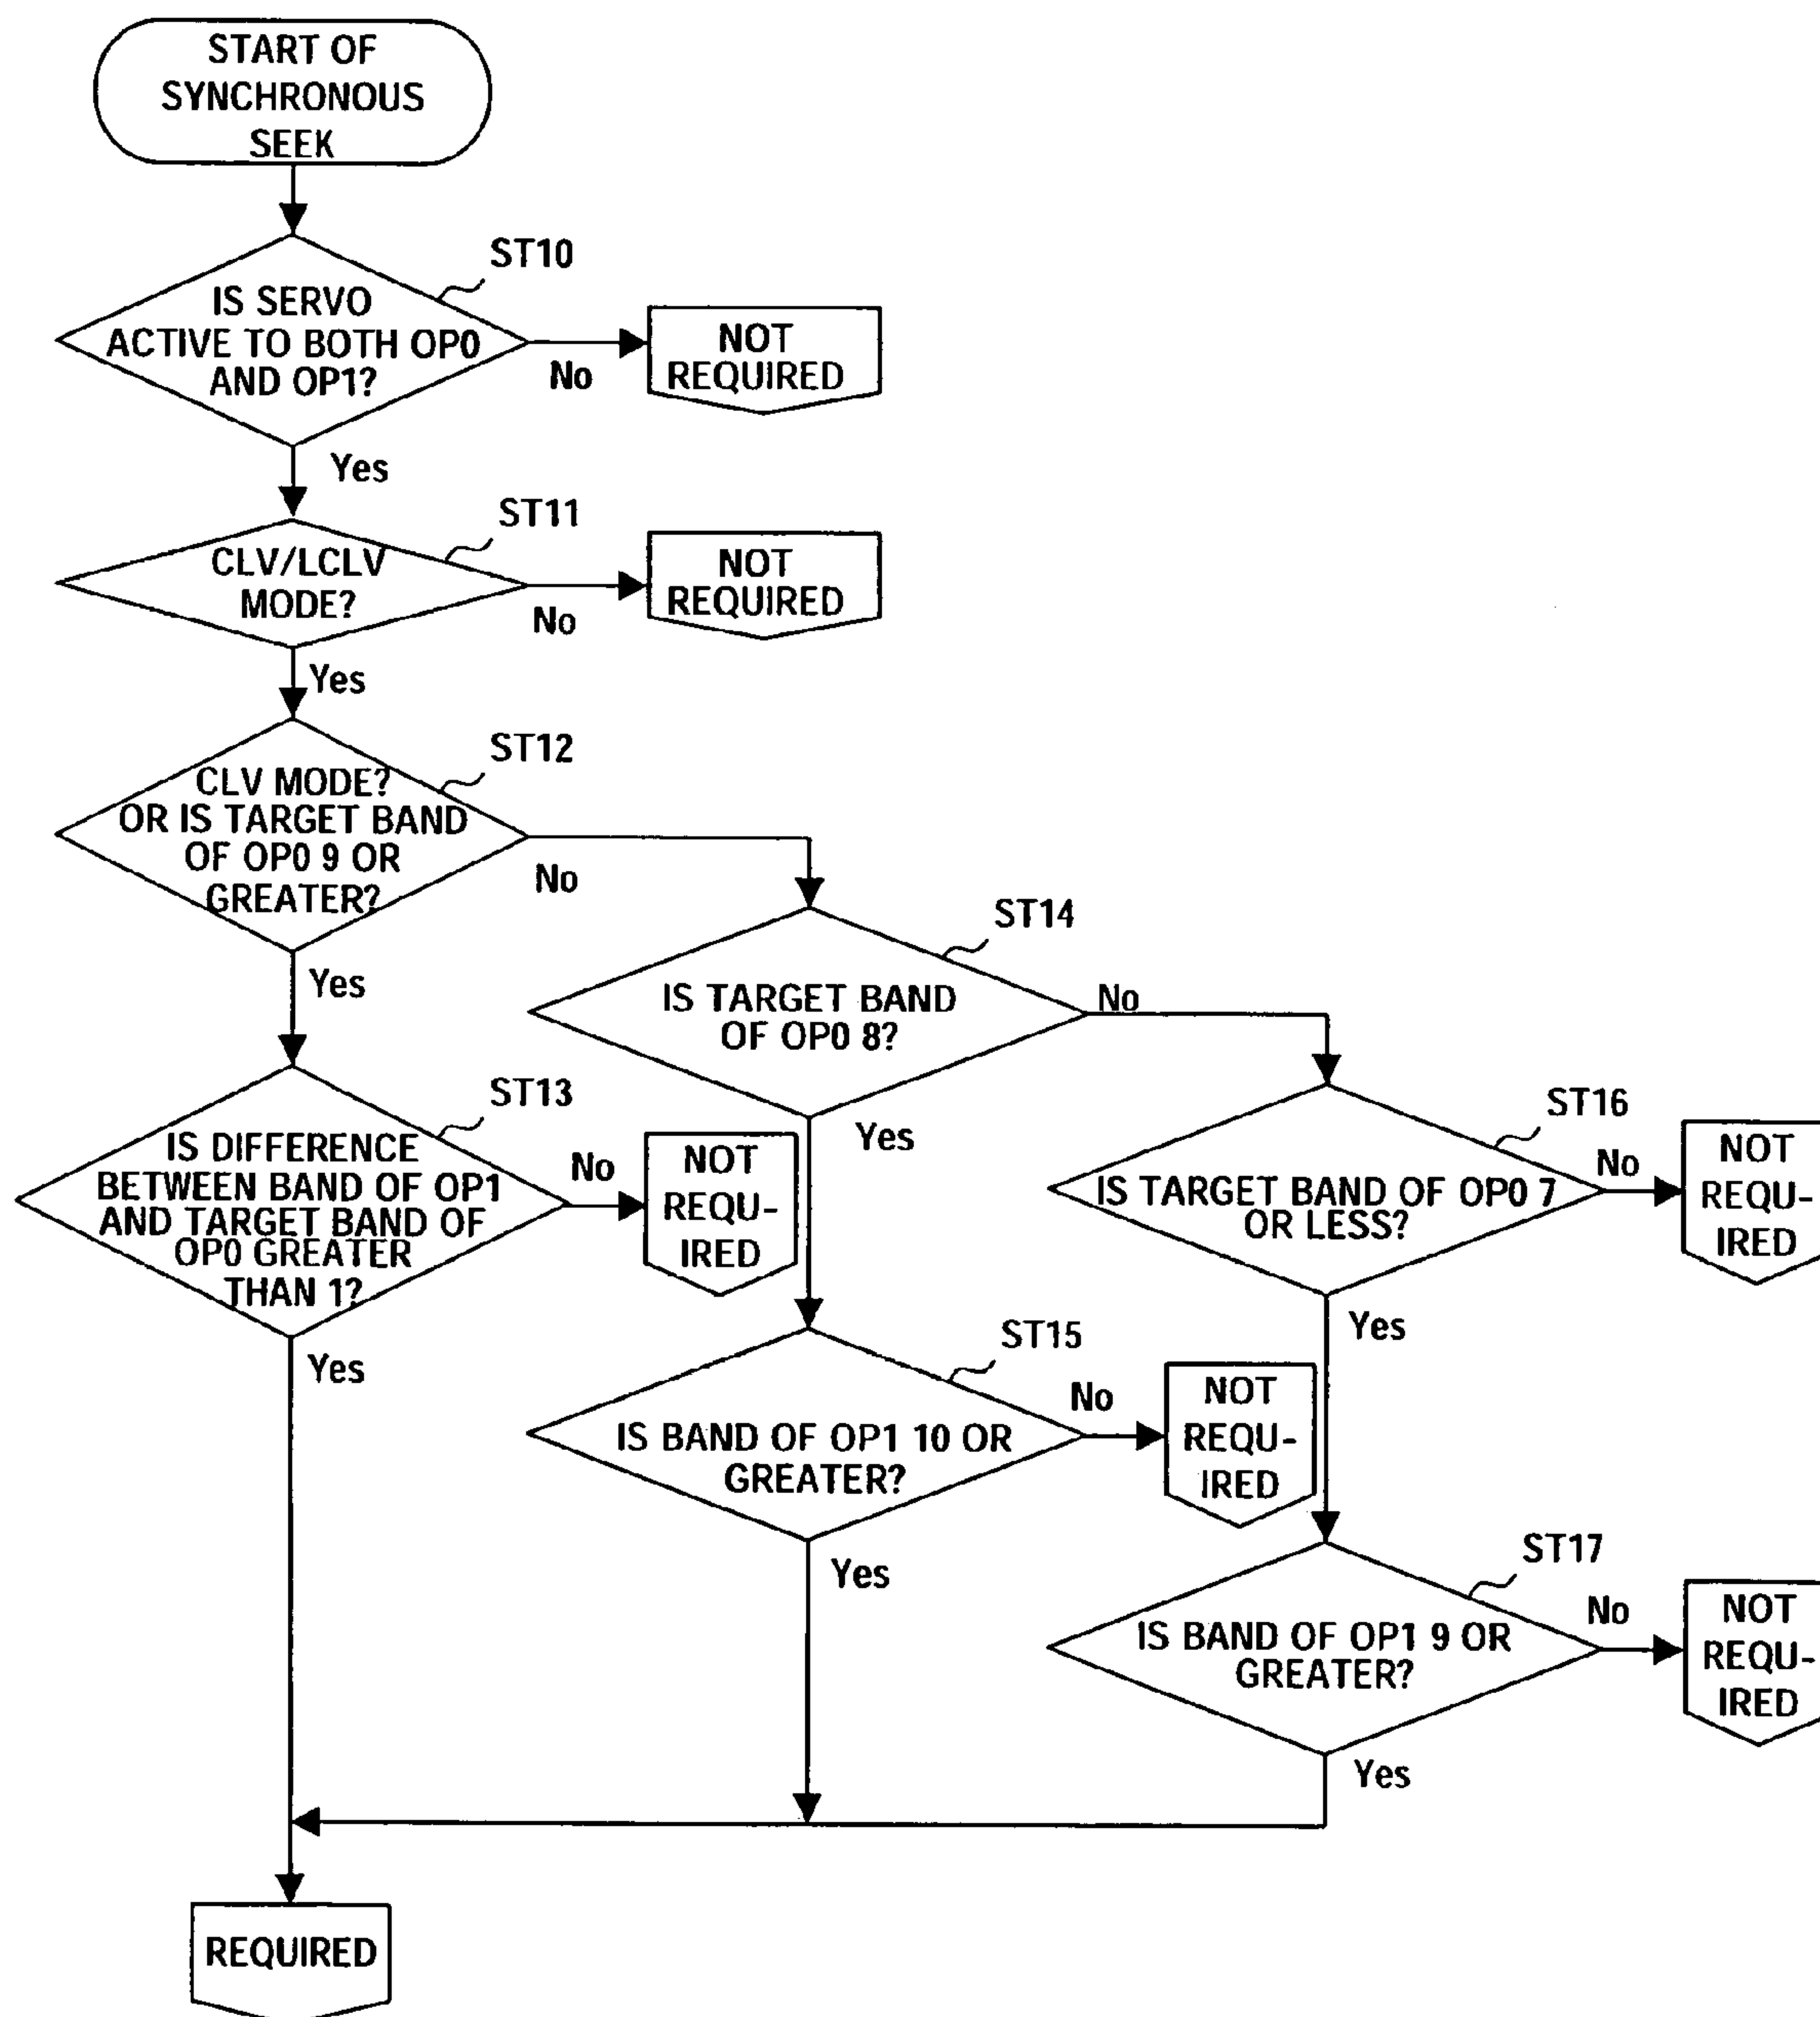 START OF
SYNCHRONOUS
SEEK
ST10
IS SERVO
ACTIVE TO BOTH OP0
AND OP1?
No
NOT
REQUIRED
Yes
ST11
CLV/LCLV
MODE?
No
NOT
REQUIRED
Yes
ST12
CLV MODE?
OR IS TARGET BAND
OF OP0 9 OR
GREATER?
No
Yes
ST14
IS TARGET BAND
OF OP0 8?
No
Yes
ST13
IS DIFFERENCE
BETWEEN BAND OF OP1
AND TARGET BAND OF
OP0 GREATER
THAN 1?
No
NOT
REQU-
IRED
Yes
ST16
IS TARGET BAND OF OP0 7
OR LESS?
No
NOT
REQU-
IRED
Yes
ST15
IS BAND OF OP1 10 OR
GREATER?
No
NOT
REQU-
IRED
Yes
ST17
IS BAND OF OP1 9 OR
GREATER?
No
NOT
REQU-
IRED
Yes
REQUIRED